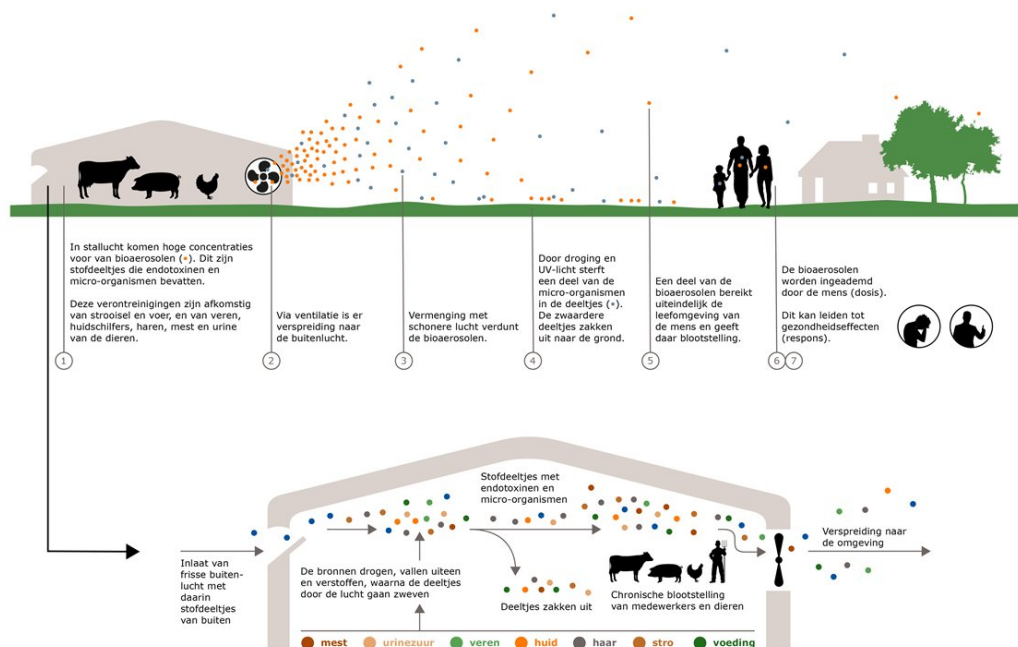 In stallucht komen hoge concentraties
voor van bioaerosolen (•). Dit zijn
stofdeeltjes die endotoxinen en
micro-organismen bevatten.
Deze verontreinigingen zijn afkomstig
van strooisel en voer, en van veren,
huidschilfers, haren, mest en urine
van de dieren.
1
Via ventilatie is er
verspreiding naar
de buitenlucht.
2
Vermenging met
schonere lucht verdunt
de bioaerosolen.
3
Door droging en
UV-licht sterft
een deel van de
micro-organismen
in de deeltjes (•).
De zwaardere
deeltjes zakken
uit naar de grond.
4
Een deel van de
bioaerosolen bereikt
uiteindelijk de
leefomgeving van
de mens en geeft
daar blootstelling.
5
De bioaerosolen
worden ingeademd
door de mens (dosis).
Dit kan leiden tot
gezondheidseffecten
(respons).
6 7
Inlaat van
frisse buiten-
lucht met
daarin
stofdeeltjes
van buiten
De bronnen drogen, vallen uiteen
en verstoffen, waarna de deeltjes
door de lucht gaan zweven
Stofdeeltjes met
endotoxinen en
micro-organismen
Deeltjes zakken uit
Chronische blootstelling
van medewerkers en dieren
Verspreiding naar
de omgeving
mest urinezuur veren huid haar stro voeding